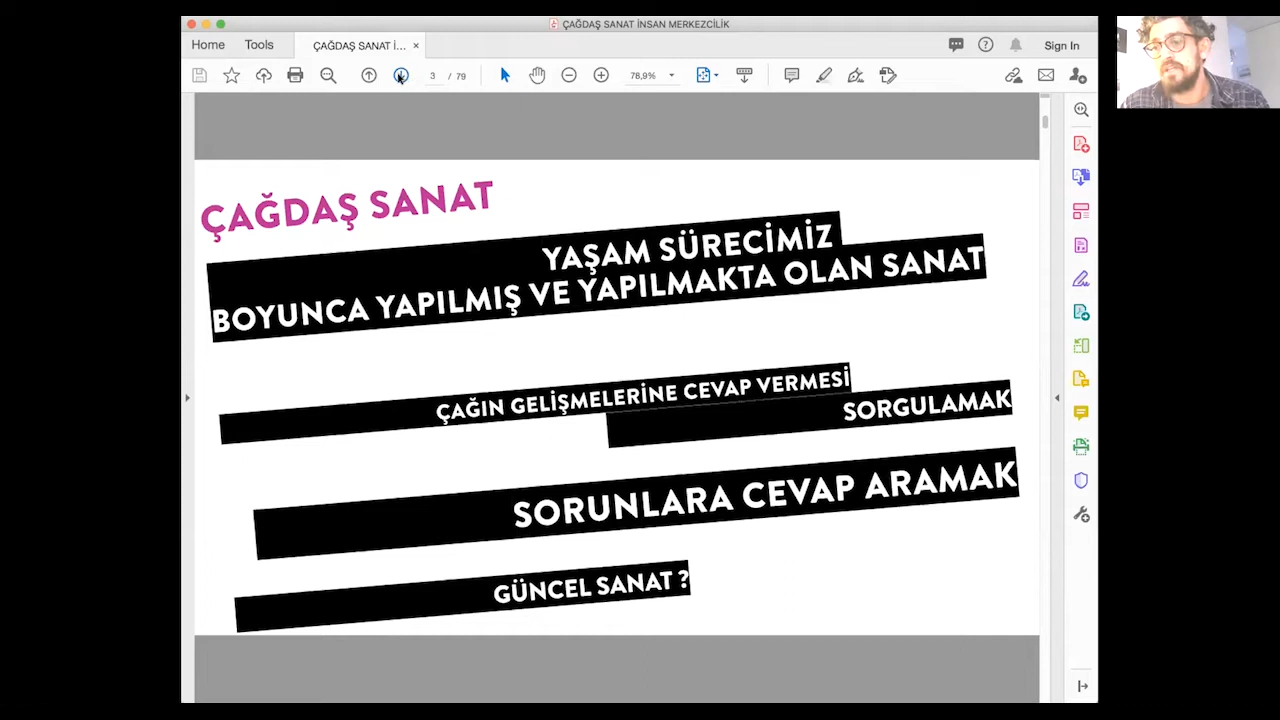 ÇAĞDAŞ SANAT İNSAN MERKEZCİLİK
Home Tools ÇAĞDAŞ SANAT İ... × Sign In
3 / 79 78,9%
ÇAĞDAŞ SANAT
YAŞAM SÜRECİMİZ
BOYUNCA YAPILMIŞ VE YAPILMAKTA OLAN SANAT
ÇAĞIN GELİŞMELERİNE CEVAP VERMESİ
SORGULAMAK
SORUNLARA CEVAP ARAMAK
GÜNCEL SANAT ?